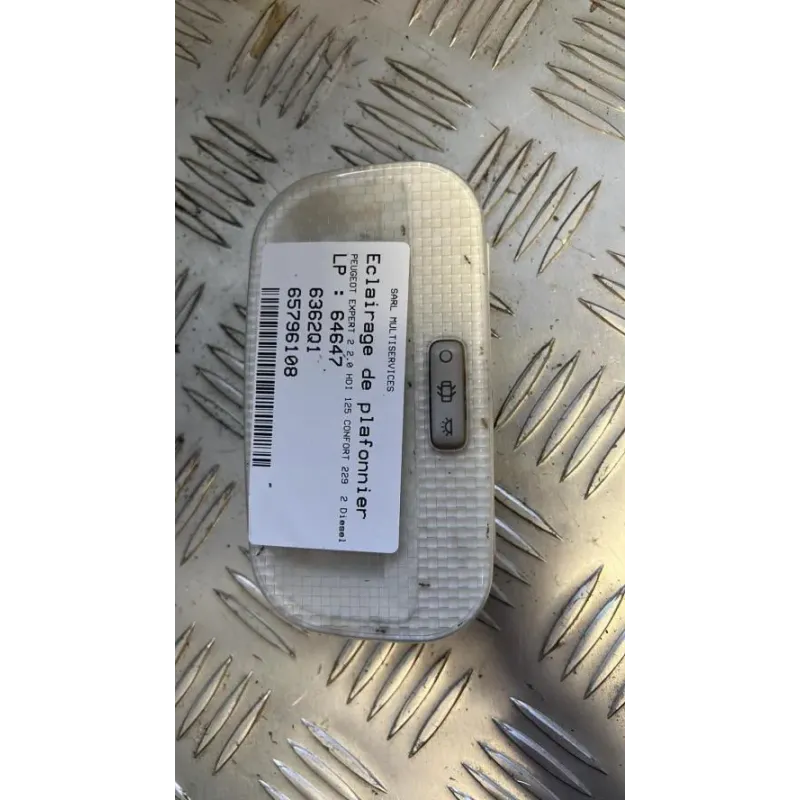 SARL MULTISERVICES
Eclairage de plafonnier
PEUGEOT EXPERT 2 2.0 HDI 125 CONFORT 229 2 Diesel
LP : 64647
6362Q1
65796108